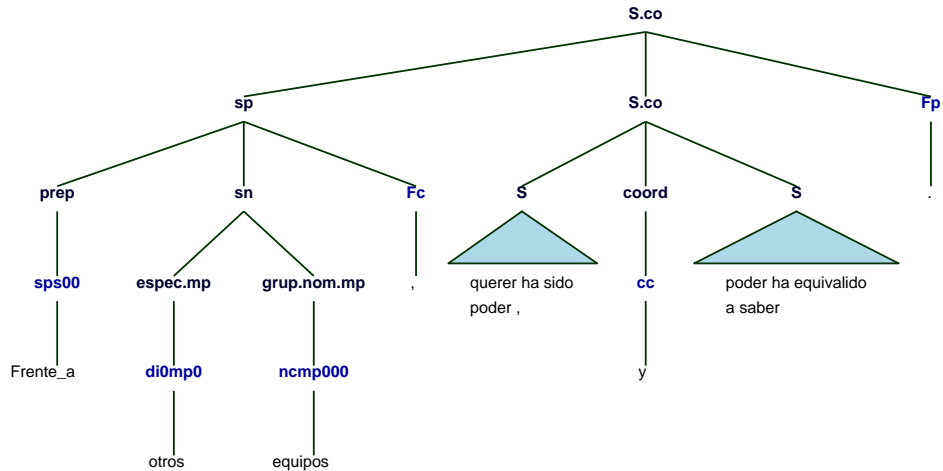 S.co
sp S.co Fp
prep sn Fc S coord S .
sps00 espec.mp grup.nom.mp , querer ha sido cc poder ha equivalido
poder , a saber
Frente_a di0mp0 ncmp000 y
otros equipos